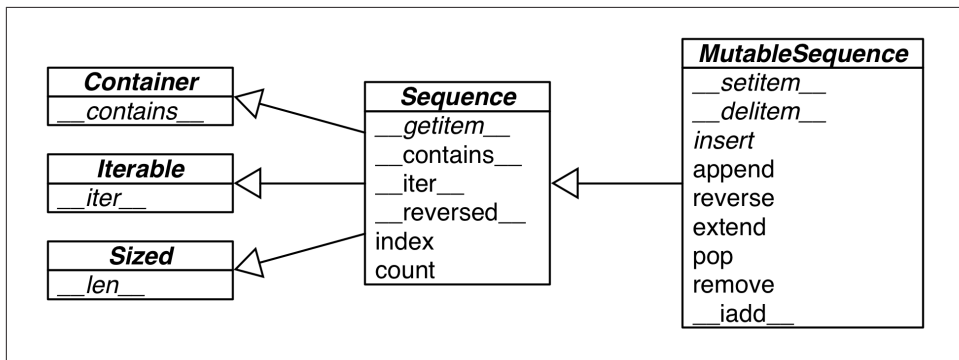 Container
__contains__
Iterable
__iter__
Sized
__len__
Sequence
__getitem__
__contains__
__iter__
__reversed__
index
count
MutableSequence
__setitem__
__delitem__
insert
append
reverse
extend
pop
remove
__iadd__